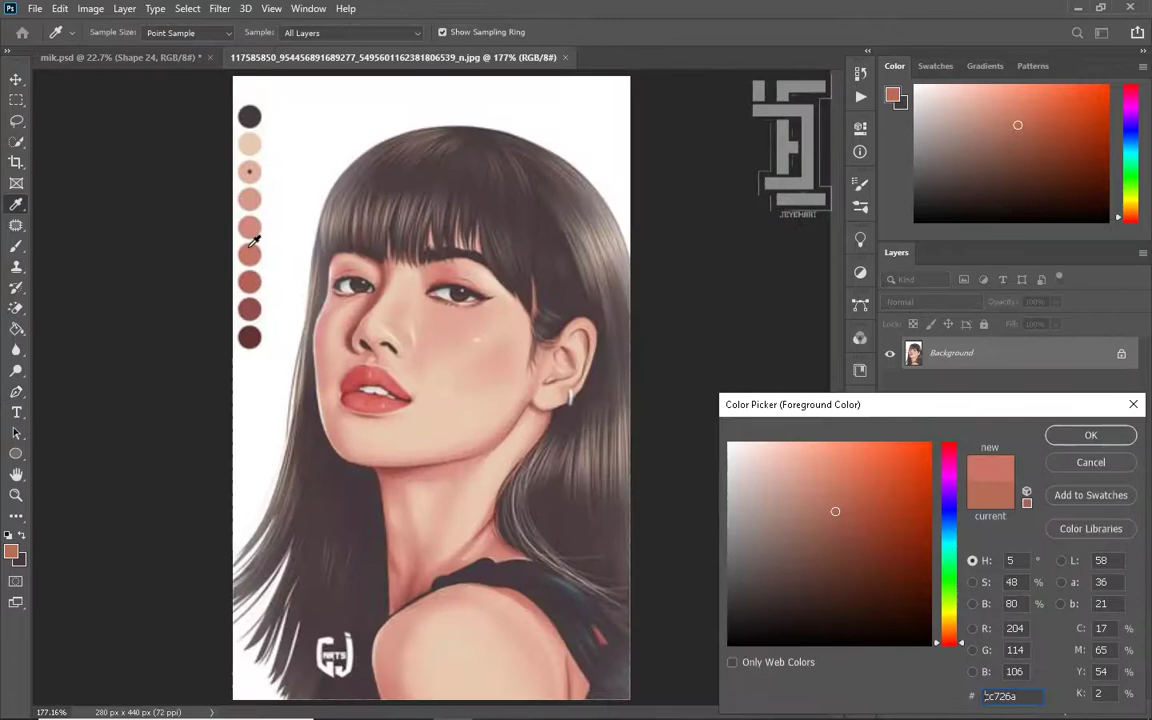 File Edit Image Layer Type Select Filter 3D View Window Help
Sample Size: Point Sample Sample: All Layers Show Sampling Ring
mik.psd @ 22.7% (Shape 24, RGB/8#) * × 117585850_954456891689277_5495601162381806539_n.jpg @ 177% (RGB/8#) ×
Color Swatches Gradients Patterns
JEYEMARI
Layers
Kind
Normal Opacity: 100%
Lock: Fill: 100%
Background
Color Picker (Foreground Color)
new
current
OK
Cancel
Add to Swatches
Color Libraries
H: 5 ° L: 58
S: 48 % a: 36
B: 80 % b: 21
R: 204 C: 17 %
G: 114 M: 65 %
B: 106 Y: 54 %
# cc726a K: 2 %
Only Web Colors
GJ
ARTS
177.16% 280 px x 440 px (72 ppi)